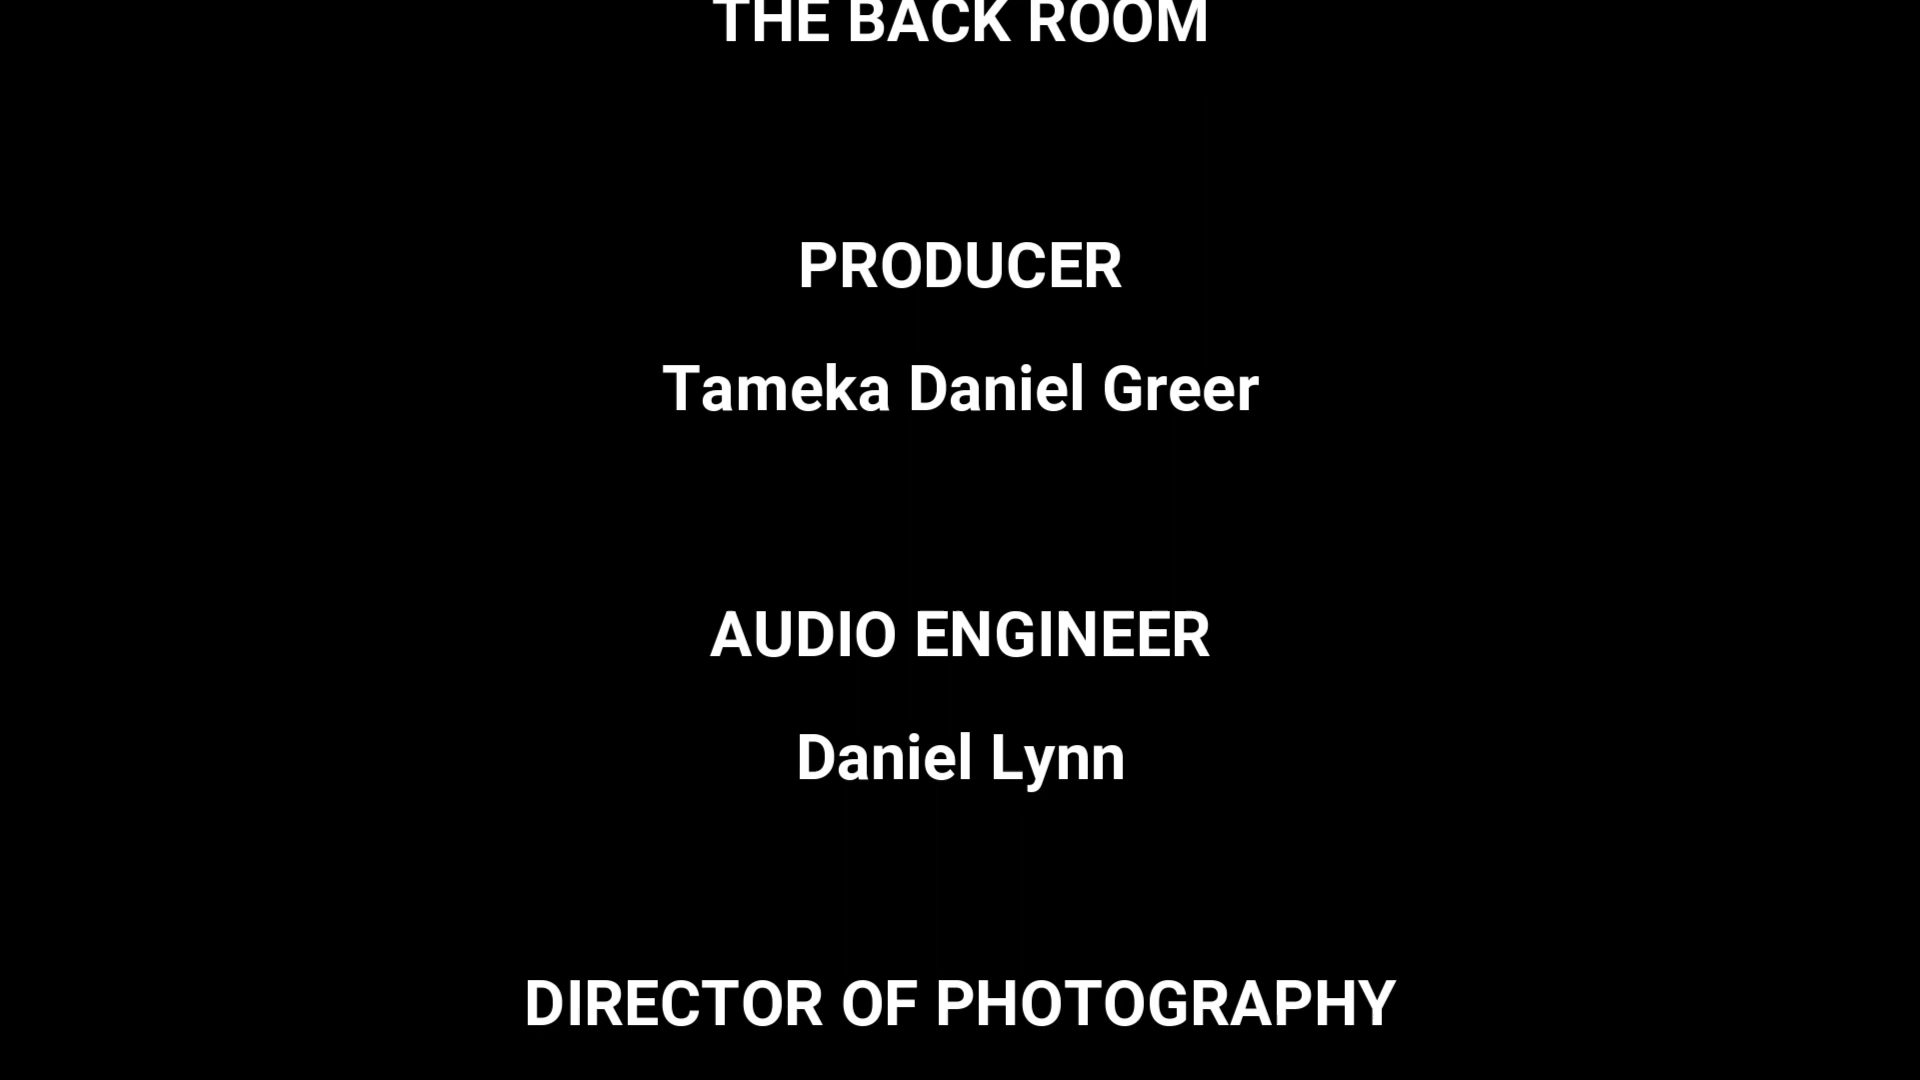 THE BACK ROOM
PRODUCER
Tameka Daniel Greer
AUDIO ENGINEER
Daniel Lynn
DIRECTOR OF PHOTOGRAPHY